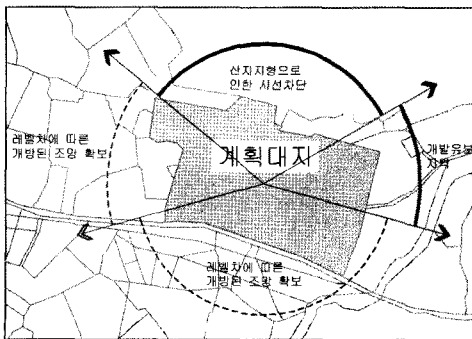 산지지형으로
인한 시선차단
레벨차에 따른
개방된 조망 확보
계획대지
개발유보
지역
레벨차에 따른
개방된 조망 확보